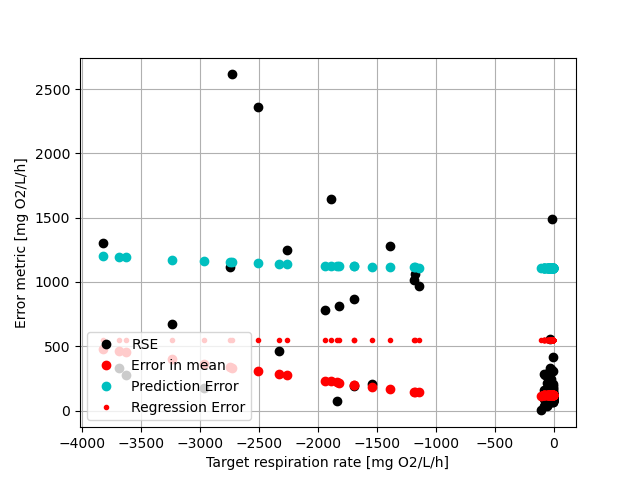 2500
2000
1500
1000
500
0
Error metric [mg O2/L/h]
RSE
Error in mean
Prediction Error
Regression Error
−4000 −3500 −3000 −2500 −2000 −1500 −1000 −500 0
Target respiration rate [mg O2/L/h]